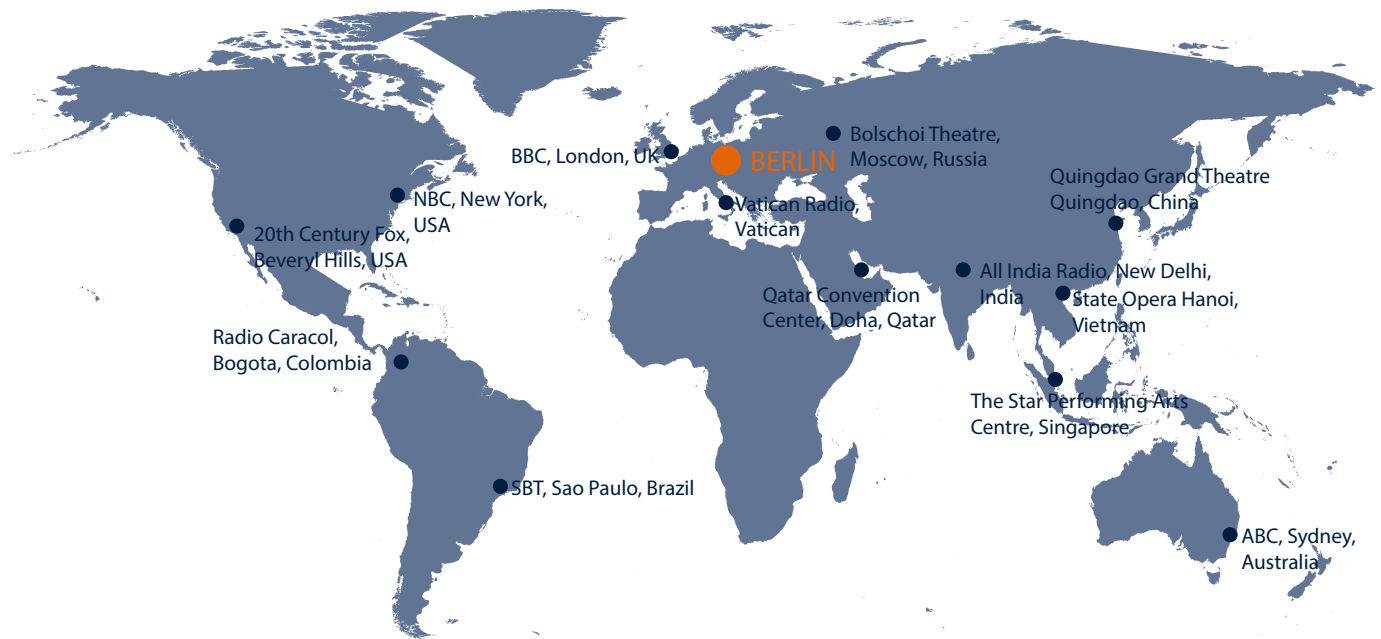 BBC, London, UK
BERLIN
Bolschoi Theatre,
Moscow, Russia
Quingdao Grand Theatre
Quingdao, China
NBC, New York,
USA
Vatican Radio,
Vatican
20th Century Fox,
Beveryl Hills, USA
All India Radio, New Delhi,
India
Qatar Convention
Center, Doha, Qatar
State Opera Hanoi,
Vietnam
Radio Caracol,
Bogota, Colombia
The Star Performing Arts
Centre, Singapore
SBT, Sao Paulo, Brazil
ABC, Sydney,
Australia